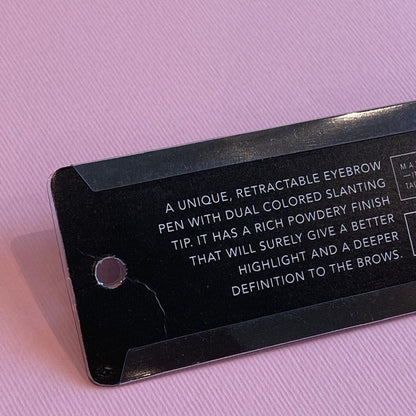 A UNIQUE, RETRACTABLE EYEBROW
PEN WITH DUAL COLORED SLANTING
TIP. IT HAS A RICH POWDERY FINISH
THAT WILL SURELY GIVE A BETTER
HIGHLIGHT AND A DEEPER
DEFINITION TO THE BROWS.